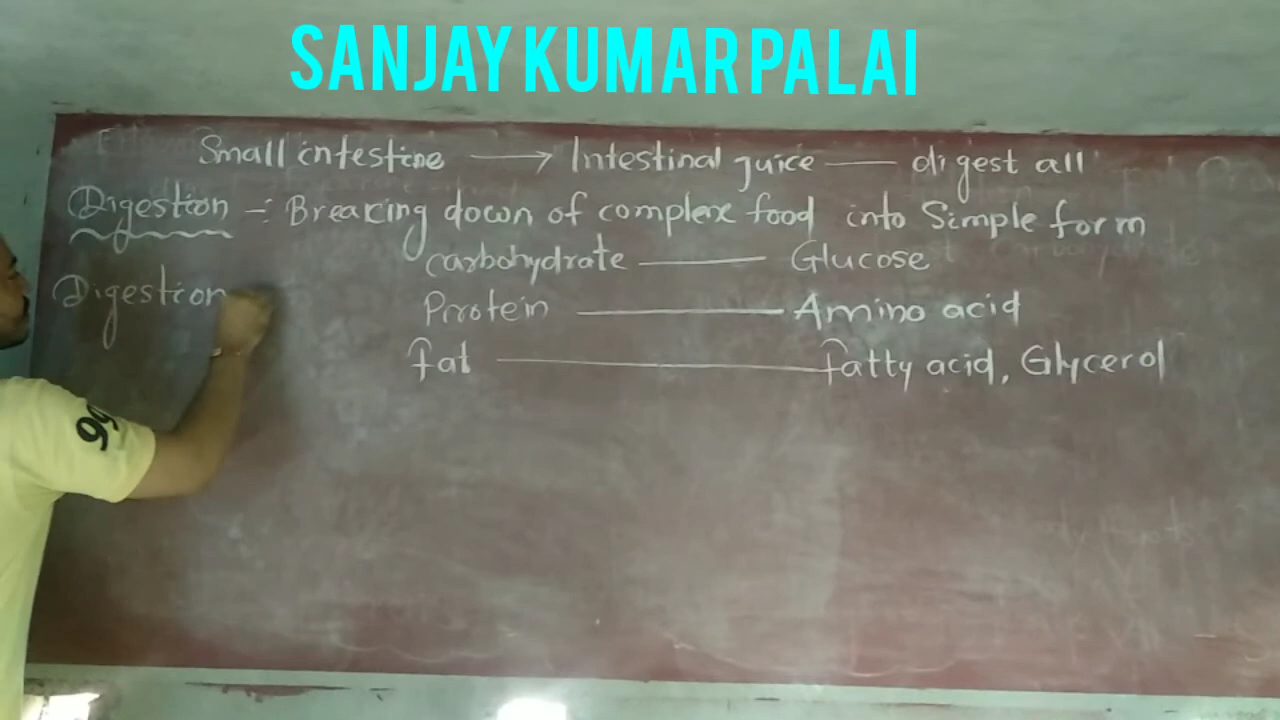 SANJAY KUMAR PALAI
Small intestine → Intestinal juice — digest all
Digestion -: Breaking down of complex food into Simple form
Carbohydrate — Glucose
Digestion
Protein — Amino acid
fat — fatty acid, Glycerol
99